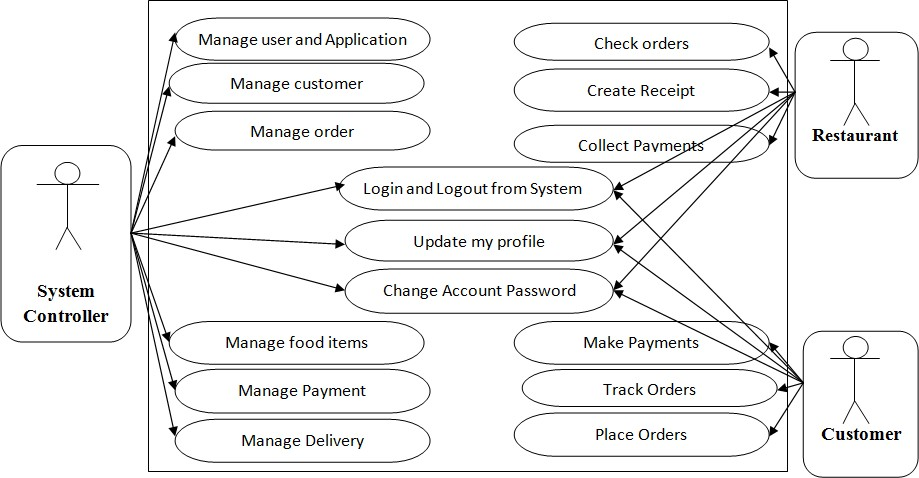 Manage user and Application
Check orders
Manage customer
Create Receipt
Restaurant
Manage order
Collect Payments
Login and Logout from System
Update my profile
System
Controller
Change Account Password
Manage food items
Make Payments
Manage Payment
Track Orders
Manage Delivery
Place Orders
Customer